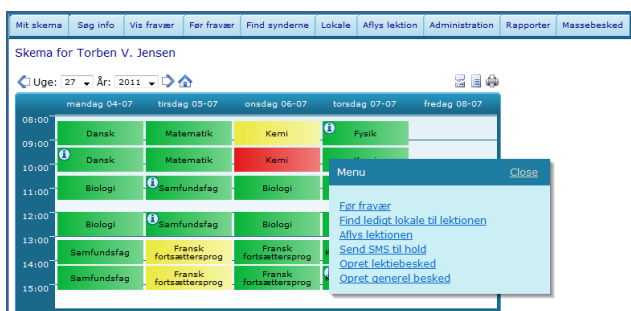 Mit skema Søg info Vis fravær Før fravær Find synderne Lokale Aflys lektion Administration Rapporter Massebesked
Skema for Torben V. Jensen
Uge: 27 År: 2011
mandag 04-07 tirsdag 05-07 onsdag 06-07 torsdag 07-07 fredag 08-07
08:00
Dansk Matematik Kemi Fysik
09:00
Dansk Matematik Kemi
10:00
Biologi Samfundsfag Biologi
11:00
12:00
Biologi Samfundsfag Biologi
13:00
Samfundsfag Fransk fortsættersprog Fransk fortsættersprog
14:00
Samfundsfag Fransk fortsættersprog Fransk fortsættersprog
15:00
Menu Close
Før fravær
Find ledigt lokale til lektionen
Aflys lektionen
Send SMS til hold
Opret lektiebesked
Opret generel besked